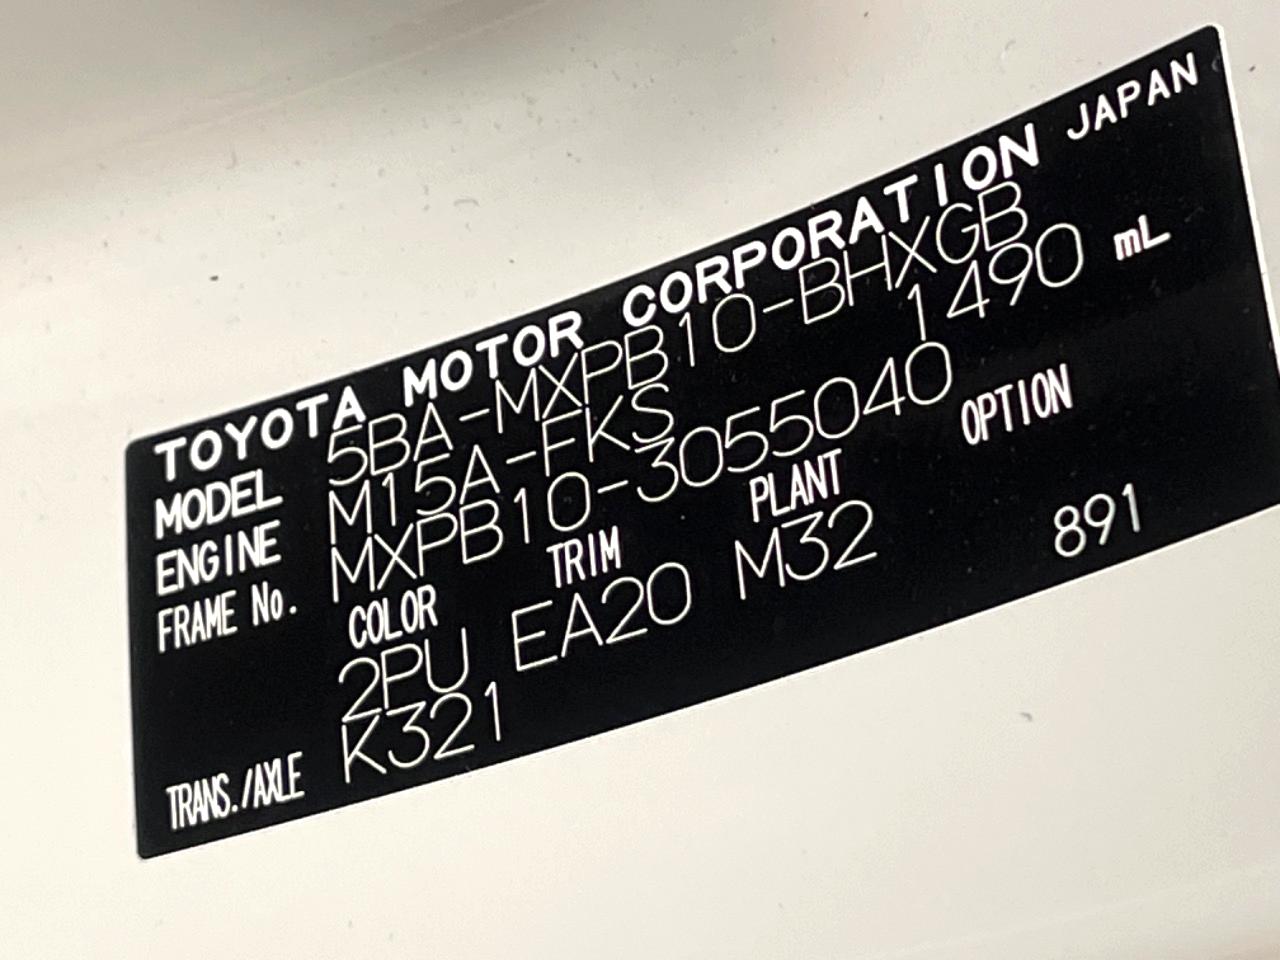 TOYOTA MOTOR CORPORATION JAPAN
MODEL 5BA-MXPB10-BHXGB
ENGINE M15A-FKS 1490 mL
FRAME No. MXPB10-3055040
COLOR TRIM PLANT OPTION
2PU EA20 M32 891
TRANS./AXLE K321